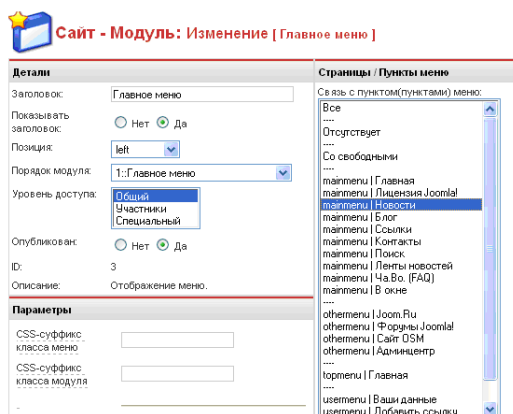 Сайт - Модуль: Изменение [ Главное меню ]
Детали
Заголовок: Главное меню
Показывать заголовок: Нет Да
Позиция: left
Порядок модуля: 1::Главное меню
Уровень доступа: Общий
Участники
Специальный
Опубликован: Нет Да
ID: 3
Описание: Отображение меню.
Параметры
CSS-суффикс
класса меню
CSS-суффикс
класса модуля
Страницы / Пункты меню
Связь с пунктом(пунктами) меню:
Все
----
Отсутствует
----
Со свободными
----
mainmenu | Главная
mainmenu | Лицензия Joomla!
mainmenu | Новости
mainmenu | Блог
mainmenu | Ссылки
mainmenu | Контакты
mainmenu | Поиск
mainmenu | Ленты новостей
mainmenu | Ча.Во. (FAQ)
mainmenu | В окне
----
othermenu | Joom.Ru
othermenu | Форумы Joomla!
othermenu | Сайт OSM
othermenu | Админцентр
----
topmenu | Главная
----
usermenu | Ваши данные
usermenu | Добавить ссылку